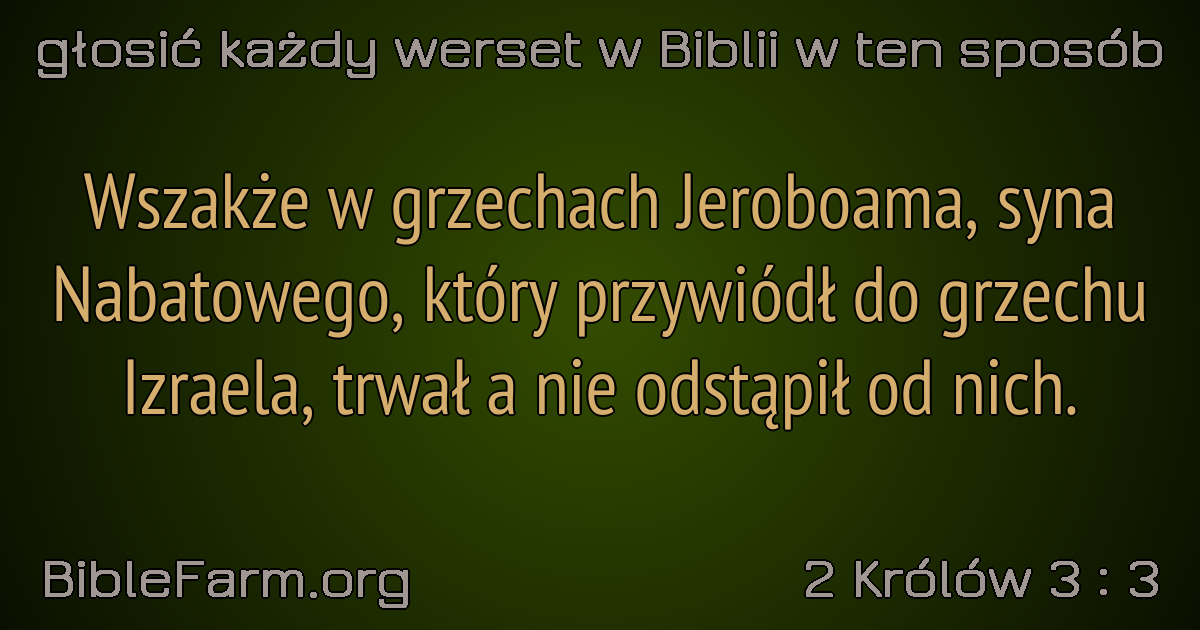 głosić każdy werset w Biblii w ten sposób
Wszakże w grzechach Jeroboama, syna
Nabatowego, który przywiódł do grzechu
Izraela, trwał a nie odstąpił od nich.
BibleFarm.org
2 Królów 3 : 3